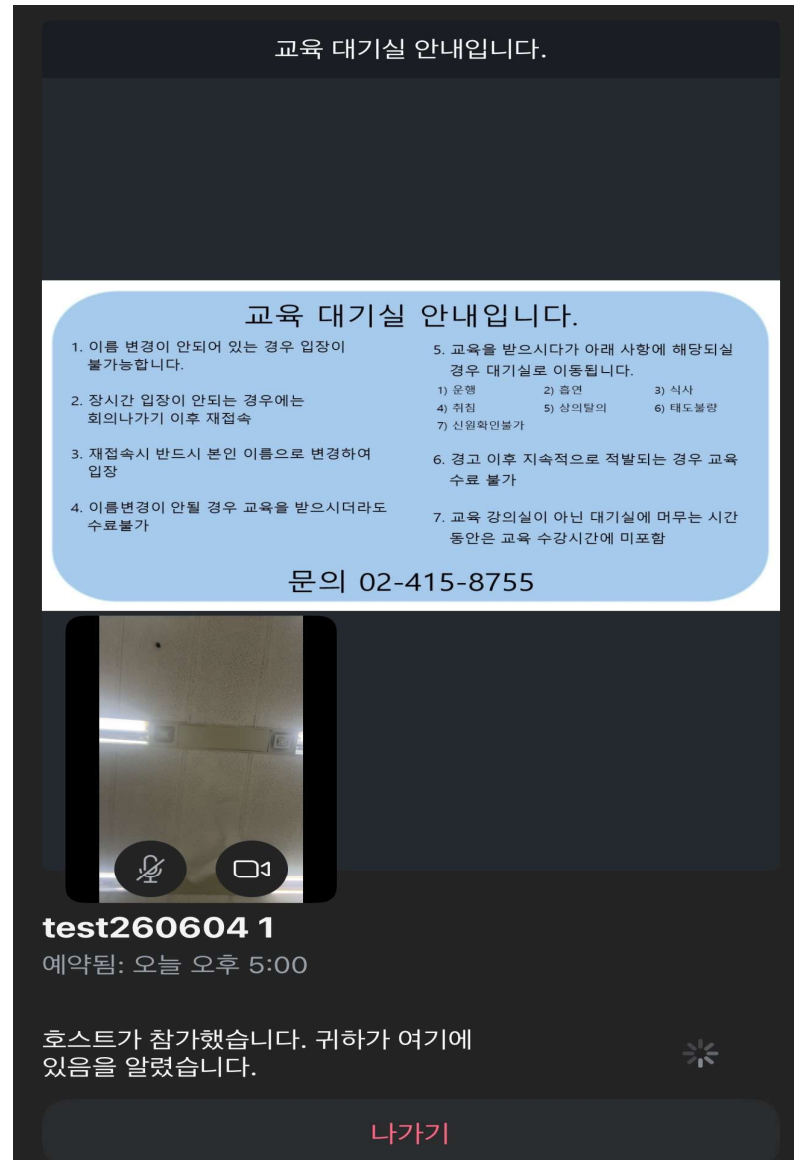 교육 대기실 안내입니다.
교육 대기실 안내입니다.
1. 이름 변경이 안되어 있는 경우 입장이
불가능합니다.
2. 장시간 입장이 안되는 경우에는
회의나가기 이후 재접속
3. 재접속시 반드시 본인 이름으로 변경하여
입장
4. 이름변경이 안될 경우 교육을 받으시더라도
수료불가
5. 교육을 받으시다가 아래 사항에 해당되실
경우 대기실로 이동됩니다.
1) 운행 2) 흡연 3) 식사
4) 취침 5) 상의탈의 6) 태도불량
7) 신원확인불가
6. 경고 이후 지속적으로 적발되는 경우 교육
수료 불가
7. 교육 강의실이 아닌 대기실에 머무는 시간
동안은 교육 수강시간에 미포함
문의 02-415-8755
test260604 1
예약됨: 오늘 오후 5:00
호스트가 참가했습니다. 귀하가 여기에
있음을 알렸습니다.
나가기